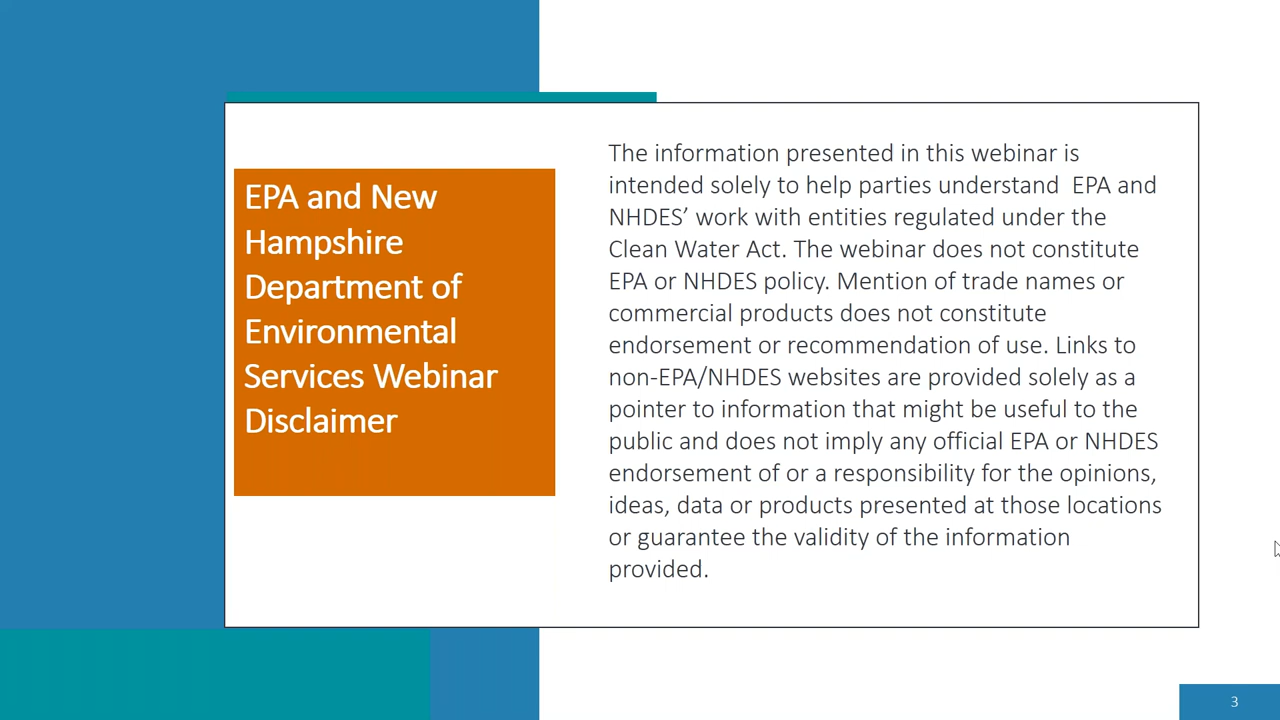 EPA and New
Hampshire
Department of
Environmental
Services Webinar
Disclaimer
The information presented in this webinar is
intended solely to help parties understand  EPA and
NHDES’ work with entities regulated under the
Clean Water Act. The webinar does not constitute
EPA or NHDES policy. Mention of trade names or
commercial products does not constitute
endorsement or recommendation of use. Links to
non-EPA/NHDES websites are provided solely as a
pointer to information that might be useful to the
public and does not imply any official EPA or NHDES
endorsement of or a responsibility for the opinions,
ideas, data or products presented at those locations
or guarantee the validity of the information
provided.
3